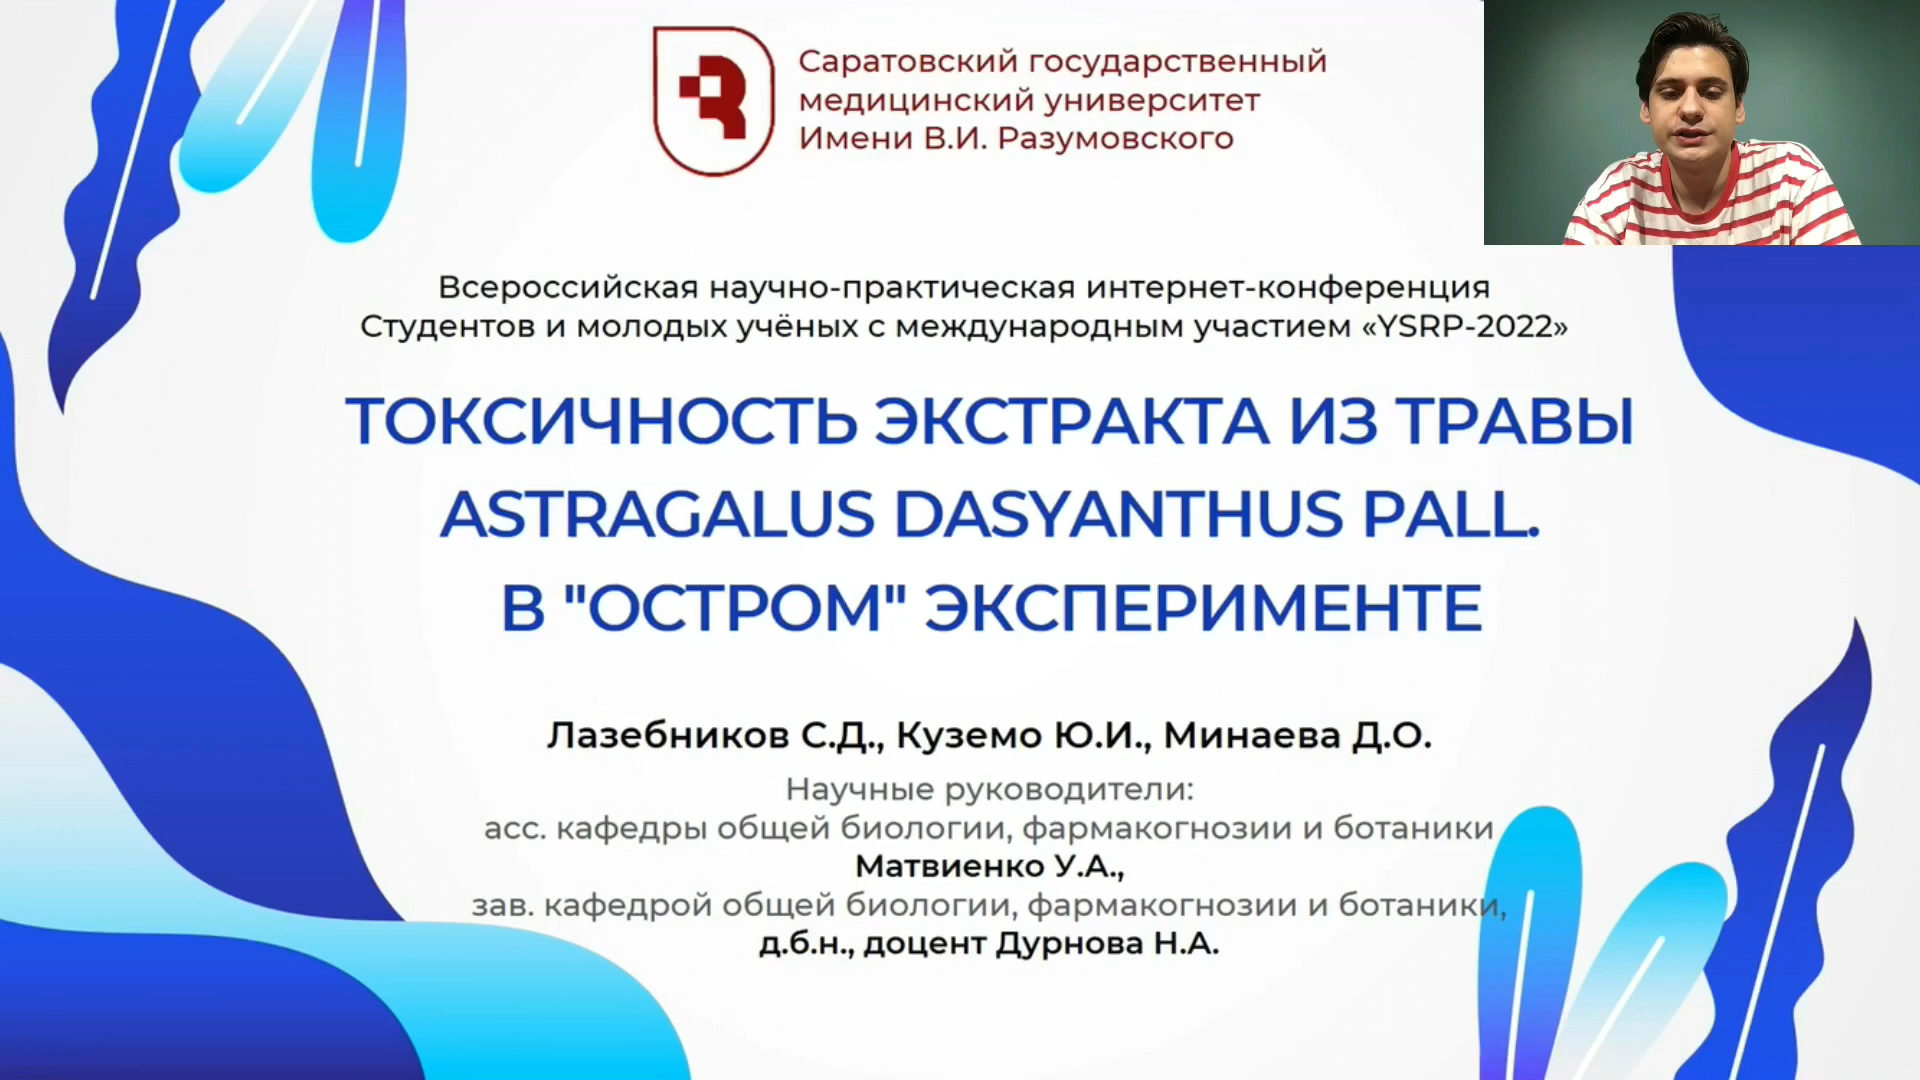 Саратовский государственный
медицинский университет
Имени В.И. Разумовского
Всероссийская научно-практическая интернет-конференция
Студентов и молодых учёных с международным участием «YSRP-2022»
ТОКСИЧНОСТЬ ЭКСТРАКТА ИЗ ТРАВЫ
ASTRAGALUS DASYANTHUS PALL.
В "ОСТРОМ" ЭКСПЕРИМЕНТЕ
Лазебников С.Д., Куземо Ю.И., Минаева Д.О.
Научные руководители:
асс. кафедры общей биологии, фармакогнозии и ботаники
Матвиенко У.А.,
зав. кафедрой общей биологии, фармакогнозии и ботаники,
д.б.н., доцент Дурнова Н.А.